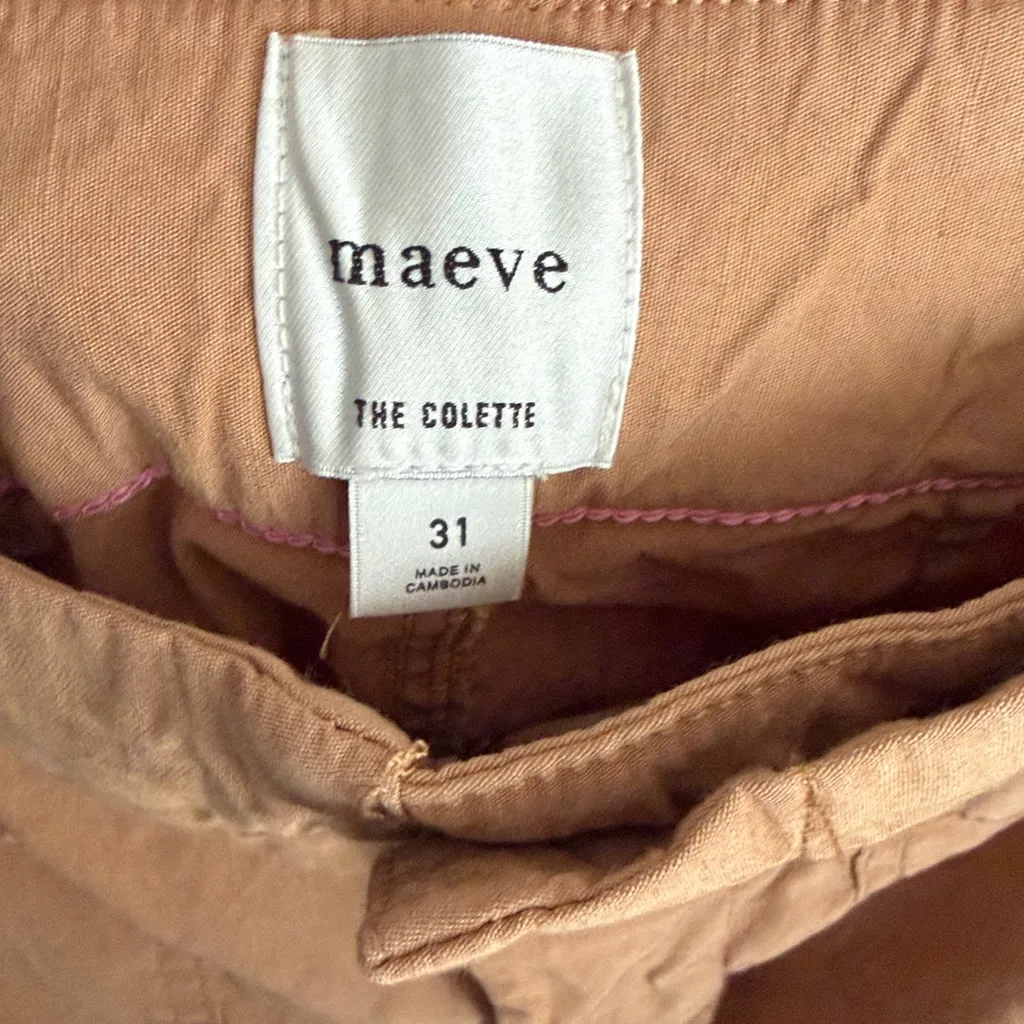 maeve
THE COLETTE
31
MADE IN
CAMBODIA